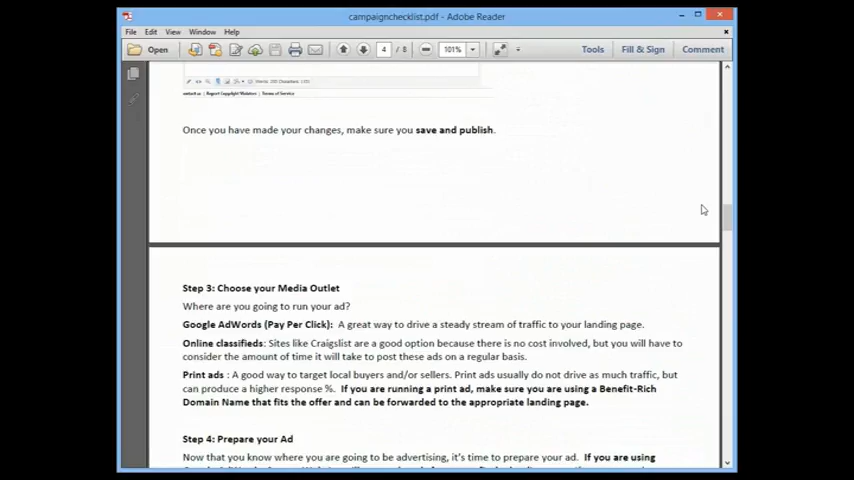 campaignchecklist.pdf - Adobe Reader
File Edit View Window Help
Open 4 / 8 101% Tools Fill & Sign Comment
contact us | Report Copyright Violation | Terms of Service
Once you have made your changes, make sure you save and publish.
Step 3: Choose your Media Outlet
Where are you going to run your ad?
Google AdWords (Pay Per Click): A great way to drive a steady stream of traffic to your landing page.
Online classifieds: Sites like Craigslist are a good option because there is no cost involved, but you will have to
consider the amount of time it will take to post these ads on a regular basis.
Print ads : A good way to target local buyers and/or sellers. Print ads usually do not drive as much traffic, but
can produce a higher response %. If you are running a print ad, make sure you are using a Benefit-Rich
Domain Name that fits the offer and can be forwarded to the appropriate landing page.
Step 4: Prepare your Ad
Now that you know where you are going to be advertising, it's time to prepare your ad. If you are using